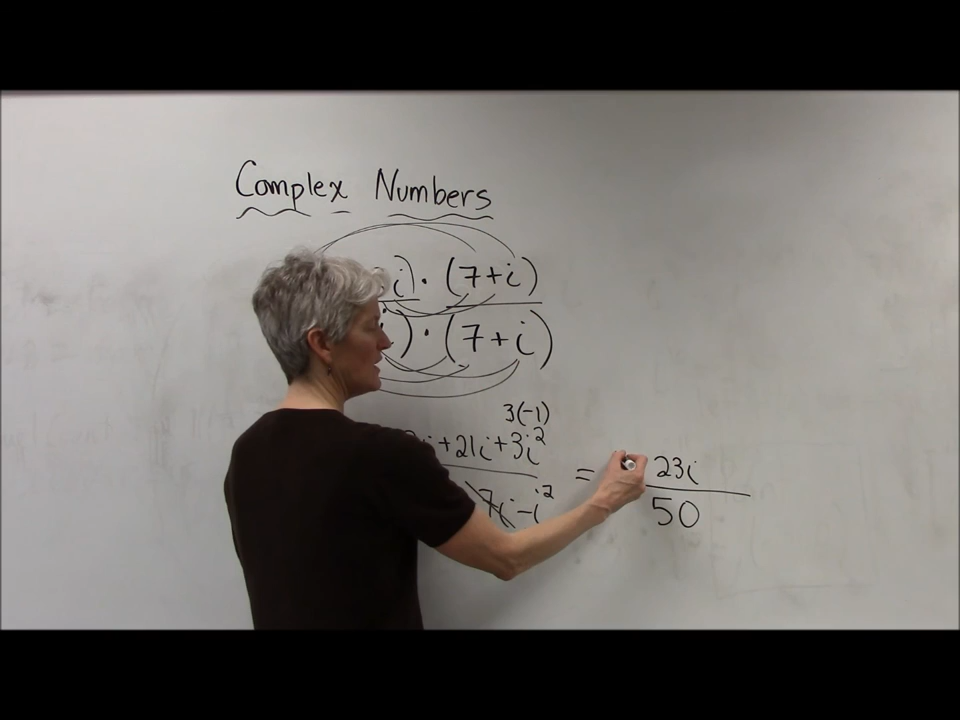 Complex Numbers
i) · (7+i)
) · (7+i)
3(-1)
i +21i+3i²
7i -i²
= 23i
50